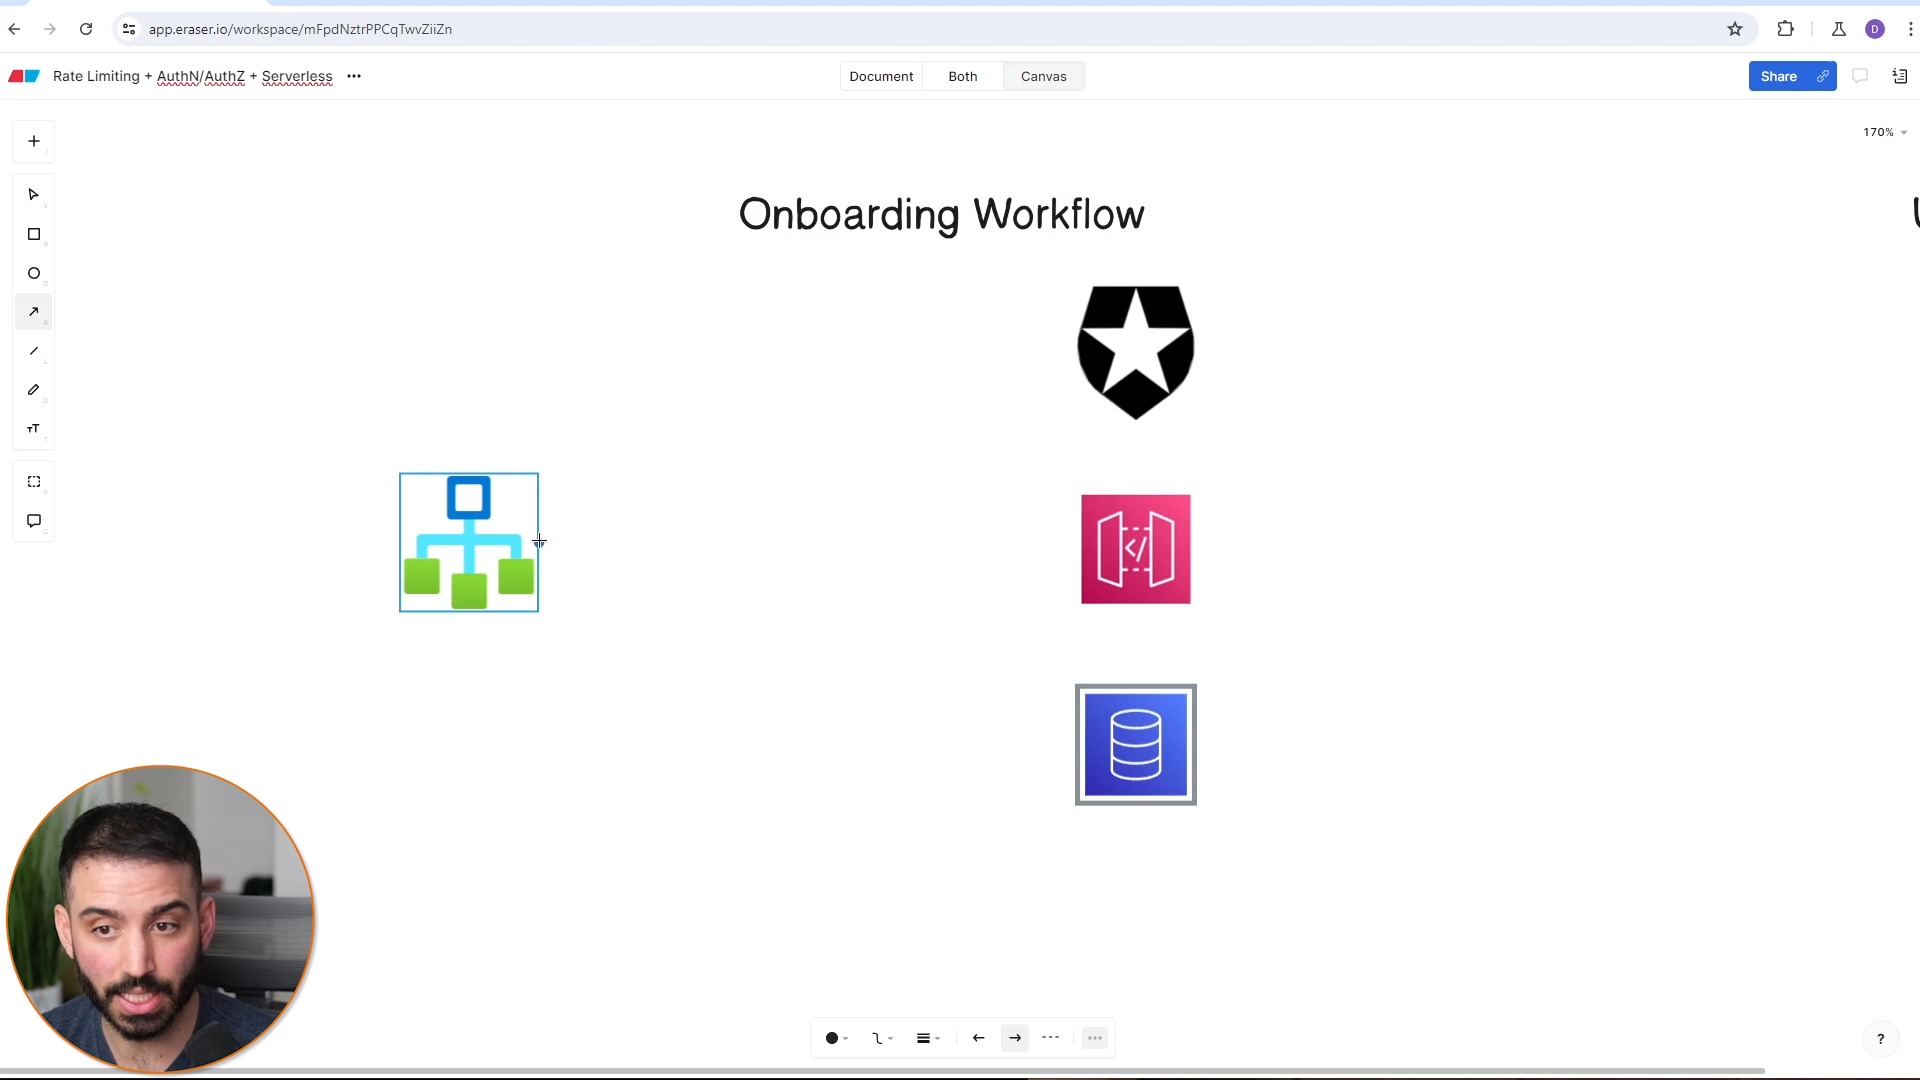 app.eraser.io/workspace/mFpdNztrPPCqTwvZiiZn
D
Rate Limiting + AuthN/AuthZ + Serverless
Document
Both
Canvas
Share
170%
Onboarding Workflow
</>
?